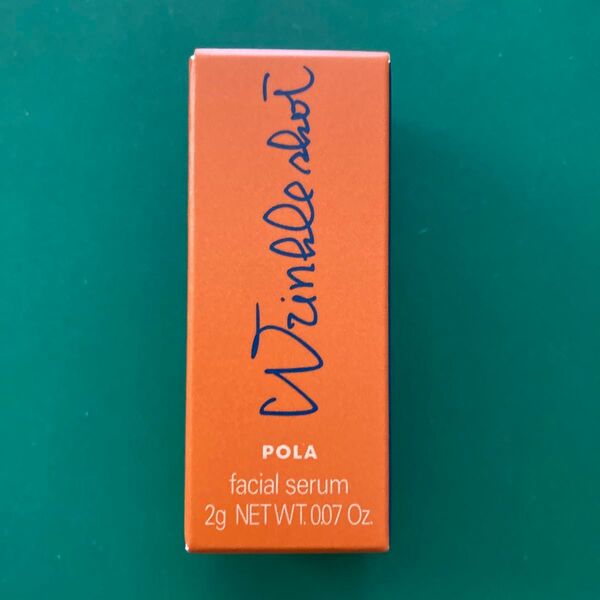 Wrinkle shot
POLA
facial serum
2g NET WT. 0.07 Oz.